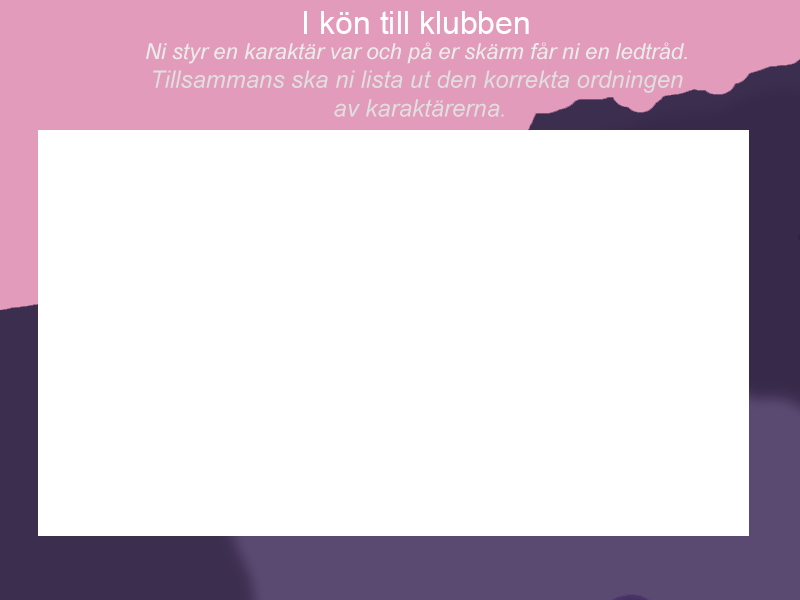 I kön till klubben
Ni styr en karaktär var och på er skärm får ni en ledtråd.
Tillsammans ska ni lista ut den korrekta ordningen
av karaktärerna.